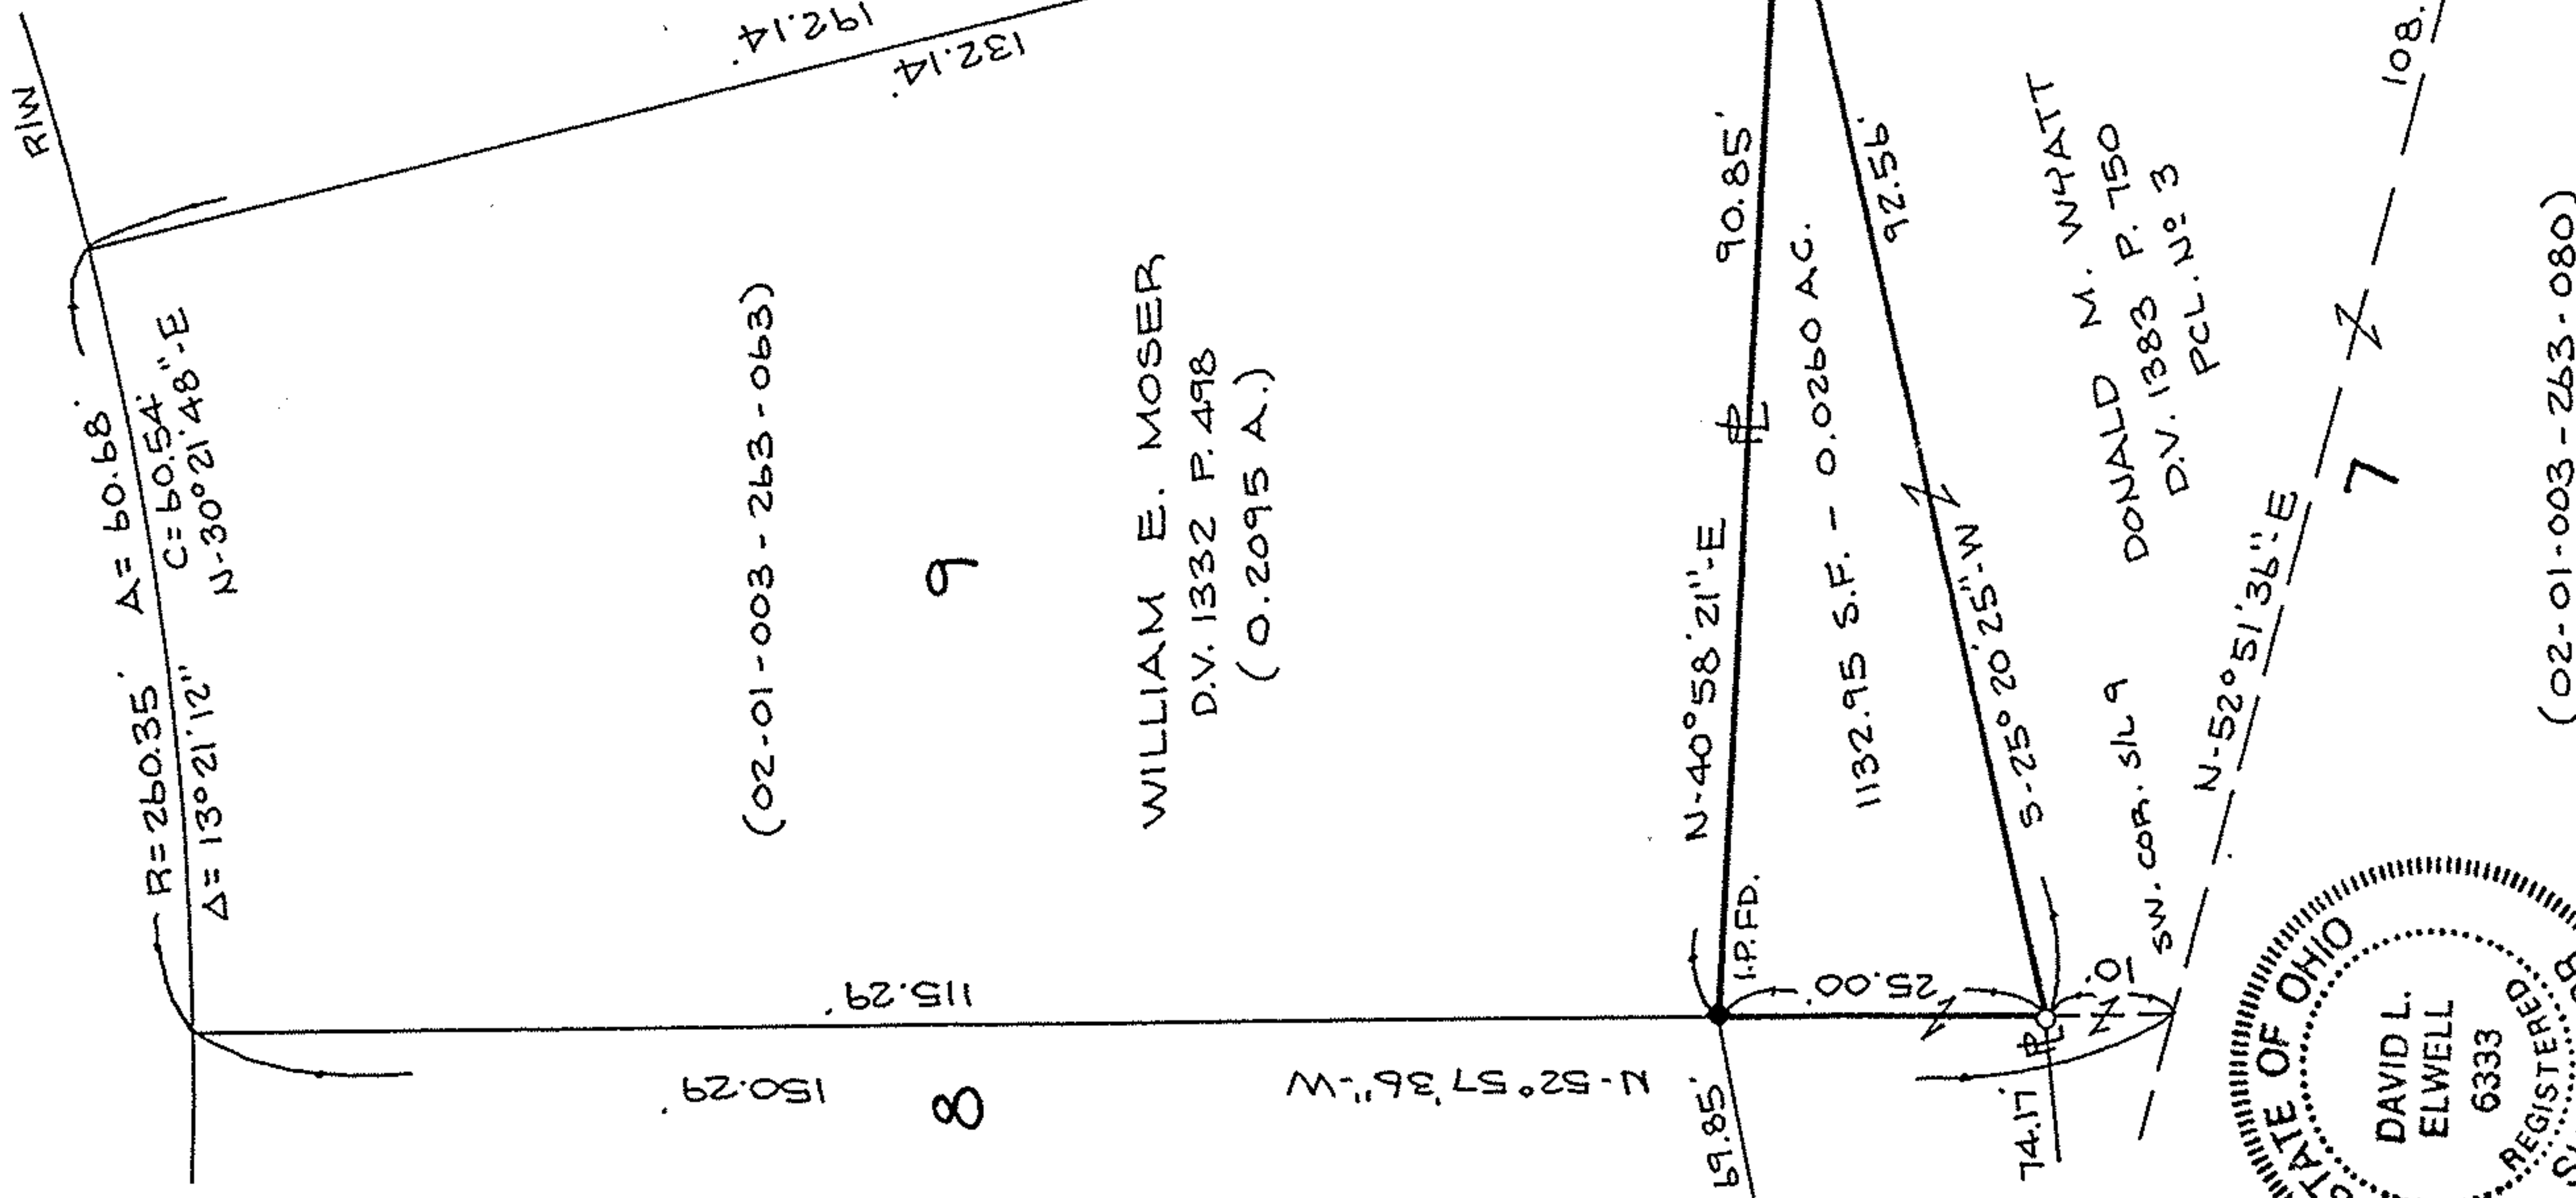 R/W
192.14'
132.14'
R=260.35' A=60.68'
Δ=13°21'12" C=60.54'
N-30°21'48"-E
(02-01-003-263-063)
9
WILLIAM E. MOSER
D.V. 1332 P. 498
(0.2095 A.)
115.29'
150.29'
8
N-52°57'36"-W
N-40°58'21"-E 90.85'
I.P. FD.
1132.95 S.F. - 0.0260 AC.
S-25°20'25"-W 92.56'
25.00'
69.85'
74.17'
10'
SW. COR. S/L 9
DONALD M. WYATT
D.V. 1383 P. 750
PCL. Nº 3
N-52°51'36"-E
108.
7
(02-01-003-263-080)
STATE OF OHIO
DAVID L.
ELWELL
6333
REGISTERED